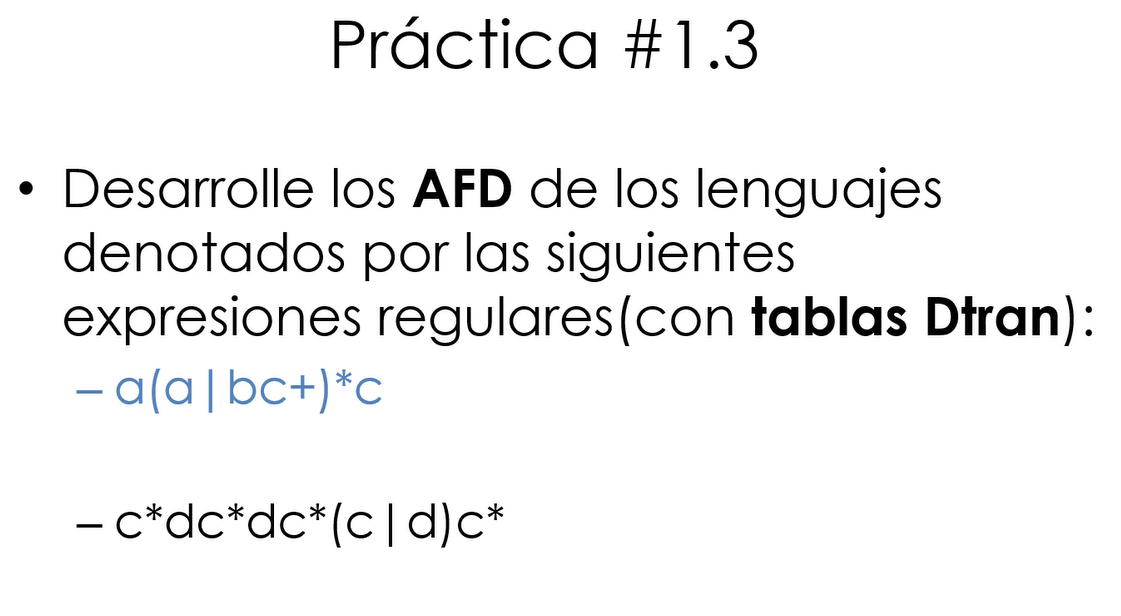 Práctica #1.3
• Desarrolle los AFD de los lenguajes
denotados por las siguientes
expresiones regulares(con tablas Dtran):
– a(a|bc+)*c
– c*dc*dc*(c|d)c*